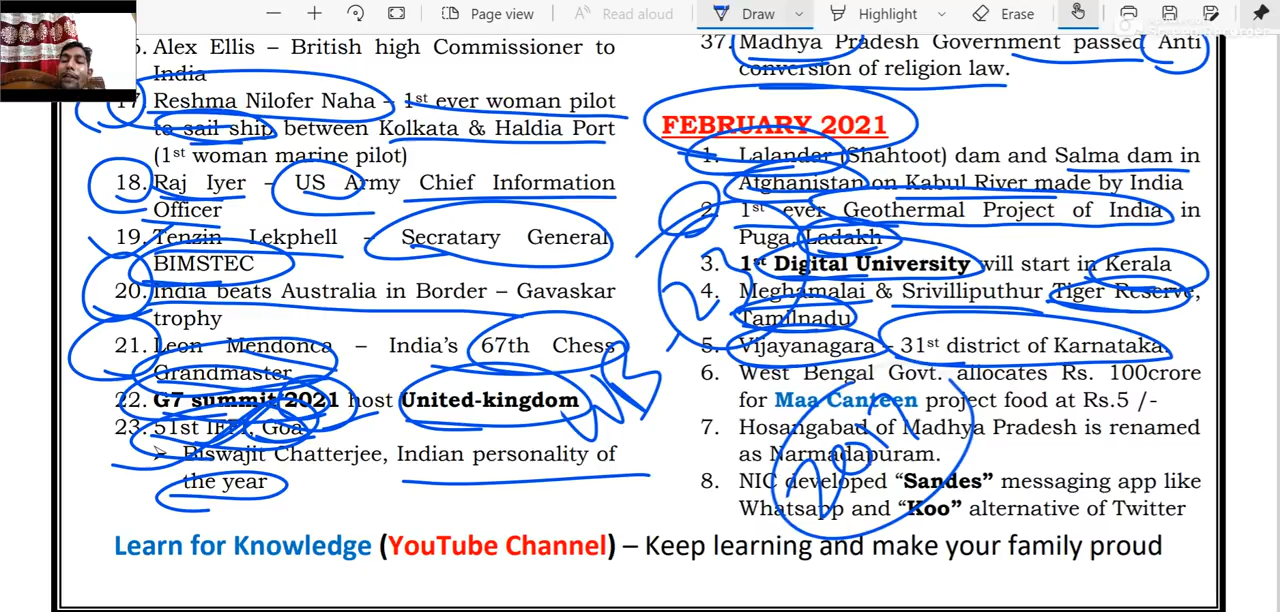 Page view
Read aloud
Draw
Highlight
Erase
16. Alex Ellis – British high Commissioner to
India
17. Reshma Nilofer Naha – 1st ever woman pilot
to sail ship between Kolkata & Haldia Port
(1st woman marine pilot)
18. Raj Iyer – US Army Chief Information
Officer
19. Tenzin Lekphell – Secratary General
BIMSTEC
20. India beats Australia in Border – Gavaskar
trophy
21. Leon Mendonca – India's 67th Chess
Grandmaster
22. G7 summit 2021 host United-kingdom
23. 51st IFFI, Goa
➢ Biswajit Chatterjee, Indian personality of
the year
37. Madhya Pradesh Government passed Anti
conversion of religion law.
FEBRUARY 2021
1. Lalandar (Shahtoot) dam and Salma dam in
Afghanistan on Kabul River made by India
2. 1st ever Geothermal Project of India in
Puga, Ladakh
3. 1st Digital University will start in Kerala
4. Meghamalai & Srivilliputhur Tiger Reserve,
Tamilnadu
5. Vijayanagara – 31st district of Karnataka
6. West Bengal Govt. allocates Rs. 100crore
for Maa Canteen project food at Rs.5 /-
7. Hosangabad of Madhya Pradesh is renamed
as Narmadapuram.
8. NIC developed “Sandes” messaging app like
Whatsapp and “Koo” alternative of Twitter
Learn for Knowledge (YouTube Channel) – Keep learning and make your family proud